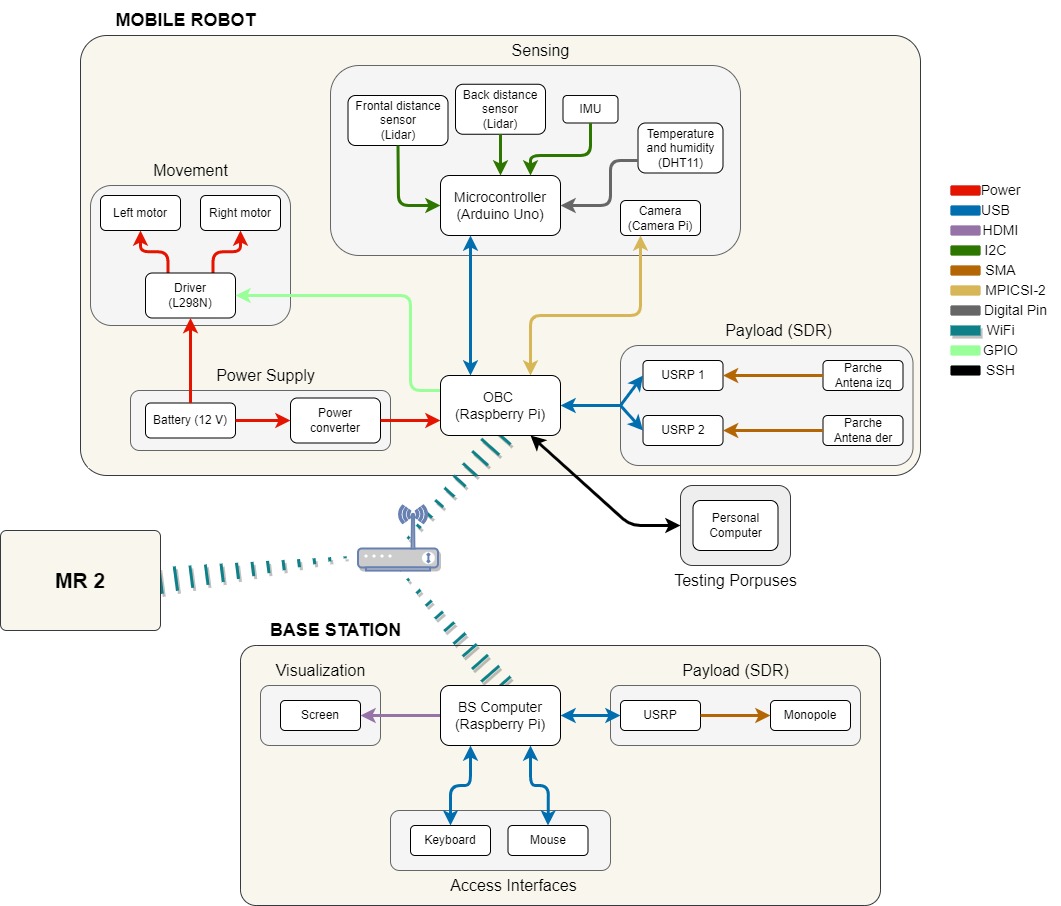 MOBILE ROBOT
Sensing
Frontal distance
sensor
(Lidar)
Back distance
sensor
(Lidar)
IMU
Temperature
and humidity
(DHT11)
Microcontroller
(Arduino Uno)
Camera
(Camera Pi)
Movement
Left motor
Right motor
Driver
(L298N)
Power Supply
Battery (12 V)
Power
converter
OBC
(Raspberry Pi)
Payload (SDR)
USRP 1
Parche
Antena izq
USRP 2
Parche
Antena der
Power
USB
HDMI
I2C
SMA
MPICSI-2
Digital Pin
WiFi
GPIO
SSH
Personal
Computer
Testing Porpuses
MR 2
BASE STATION
Visualization
Screen
BS Computer
(Raspberry Pi)
Payload (SDR)
USRP
Monopole
Keyboard
Mouse
Access Interfaces